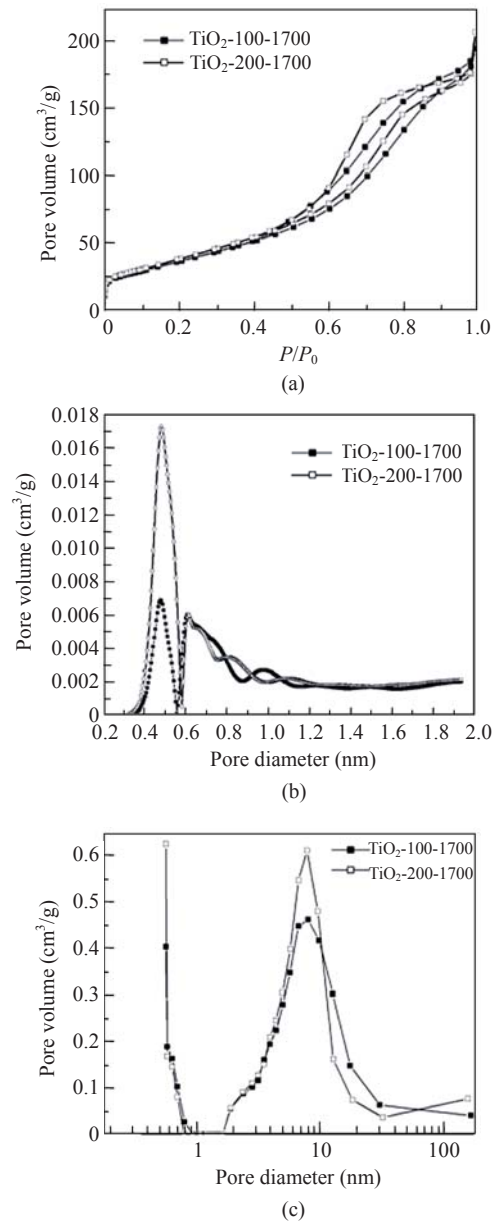 TiO₂-100-1700
TiO₂-200-1700
200
150
100
50
0
Pore volume (cm³/g)
0 0.2 0.4 0.6 0.8 1.0
P/P₀
(a)
0.018
0.016
0.014
0.012
0.010
0.008
0.006
0.004
0.002
0
Pore volume (cm³/g)
TiO₂-100-1700
TiO₂-200-1700
0.2 0.4 0.6 0.8 1.0 1.2 1.4 1.6 1.8 2.0
Pore diameter (nm)
(b)
0.6
0.5
0.4
0.3
0.2
0.1
0
Pore volume (cm³/g)
TiO₂-100-1700
TiO₂-200-1700
1 10 100
Pore diameter (nm)
(c)